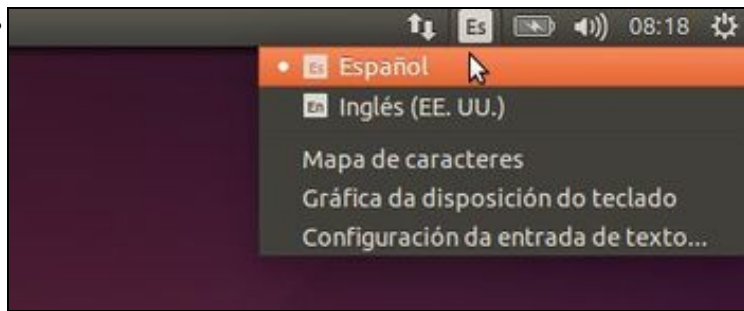 Es 08:18
Es Español
En Inglés (EE. UU.)
Mapa de caracteres
Gráfica da disposición do teclado
Configuración da entrada de texto...